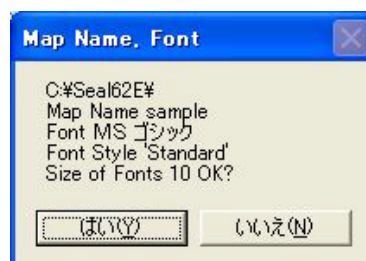 Map Name, Font
C:¥Seal62E¥
Map Name sample
Font MS ゴシック
Font Style 'Standard'
Size of Fonts 10 OK?
はい(Y)
いいえ(N)